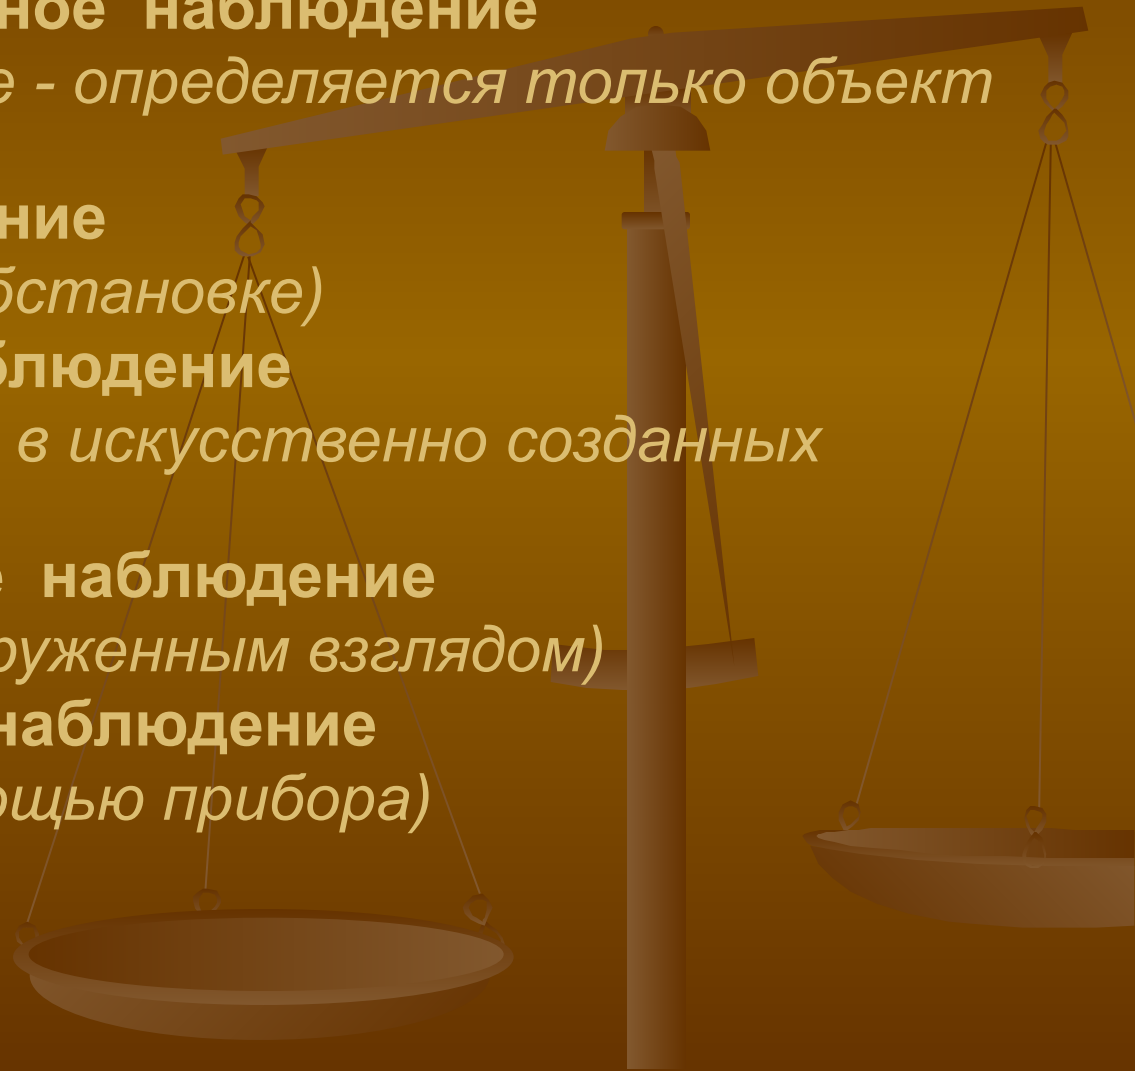 ное наблюдение
е - определяется только объект
ние
бстановке)
блюдение
в искусственно созданных
е наблюдение
руженным взглядом)
наблюдение
ощью прибора)